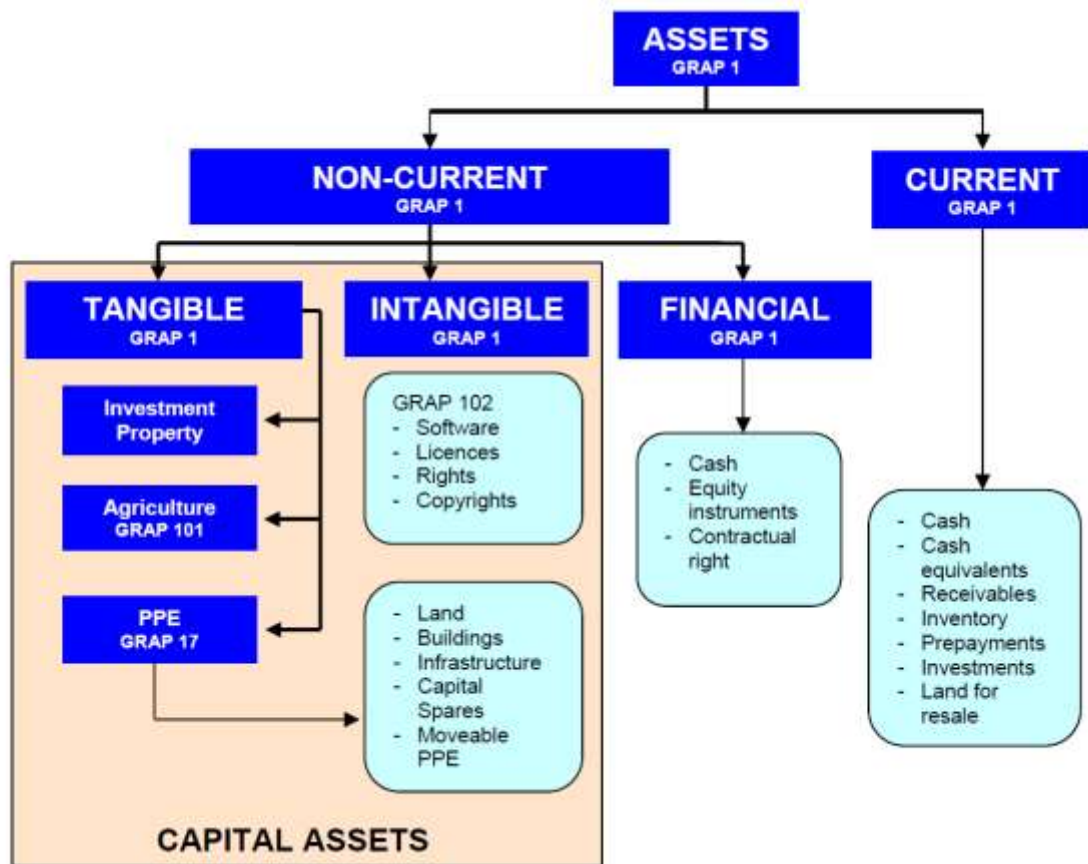 ASSETS
GRAP 1
NON-CURRENT
GRAP 1
CURRENT
GRAP 1
TANGIBLE
GRAP 1
INTANGIBLE
GRAP 1
FINANCIAL
GRAP 1
Investment
Property
Agriculture
GRAP 101
PPE
GRAP 17
GRAP 102
- Software
- Licences
- Rights
- Copyrights
- Land
- Buildings
- Infrastructure
- Capital
Spares
- Moveable
PPE
- Cash
- Equity
instruments
- Contractual
right
- Cash
- Cash
equivalents
- Receivables
- Inventory
- Prepayments
- Investments
- Land for
resale
CAPITAL ASSETS